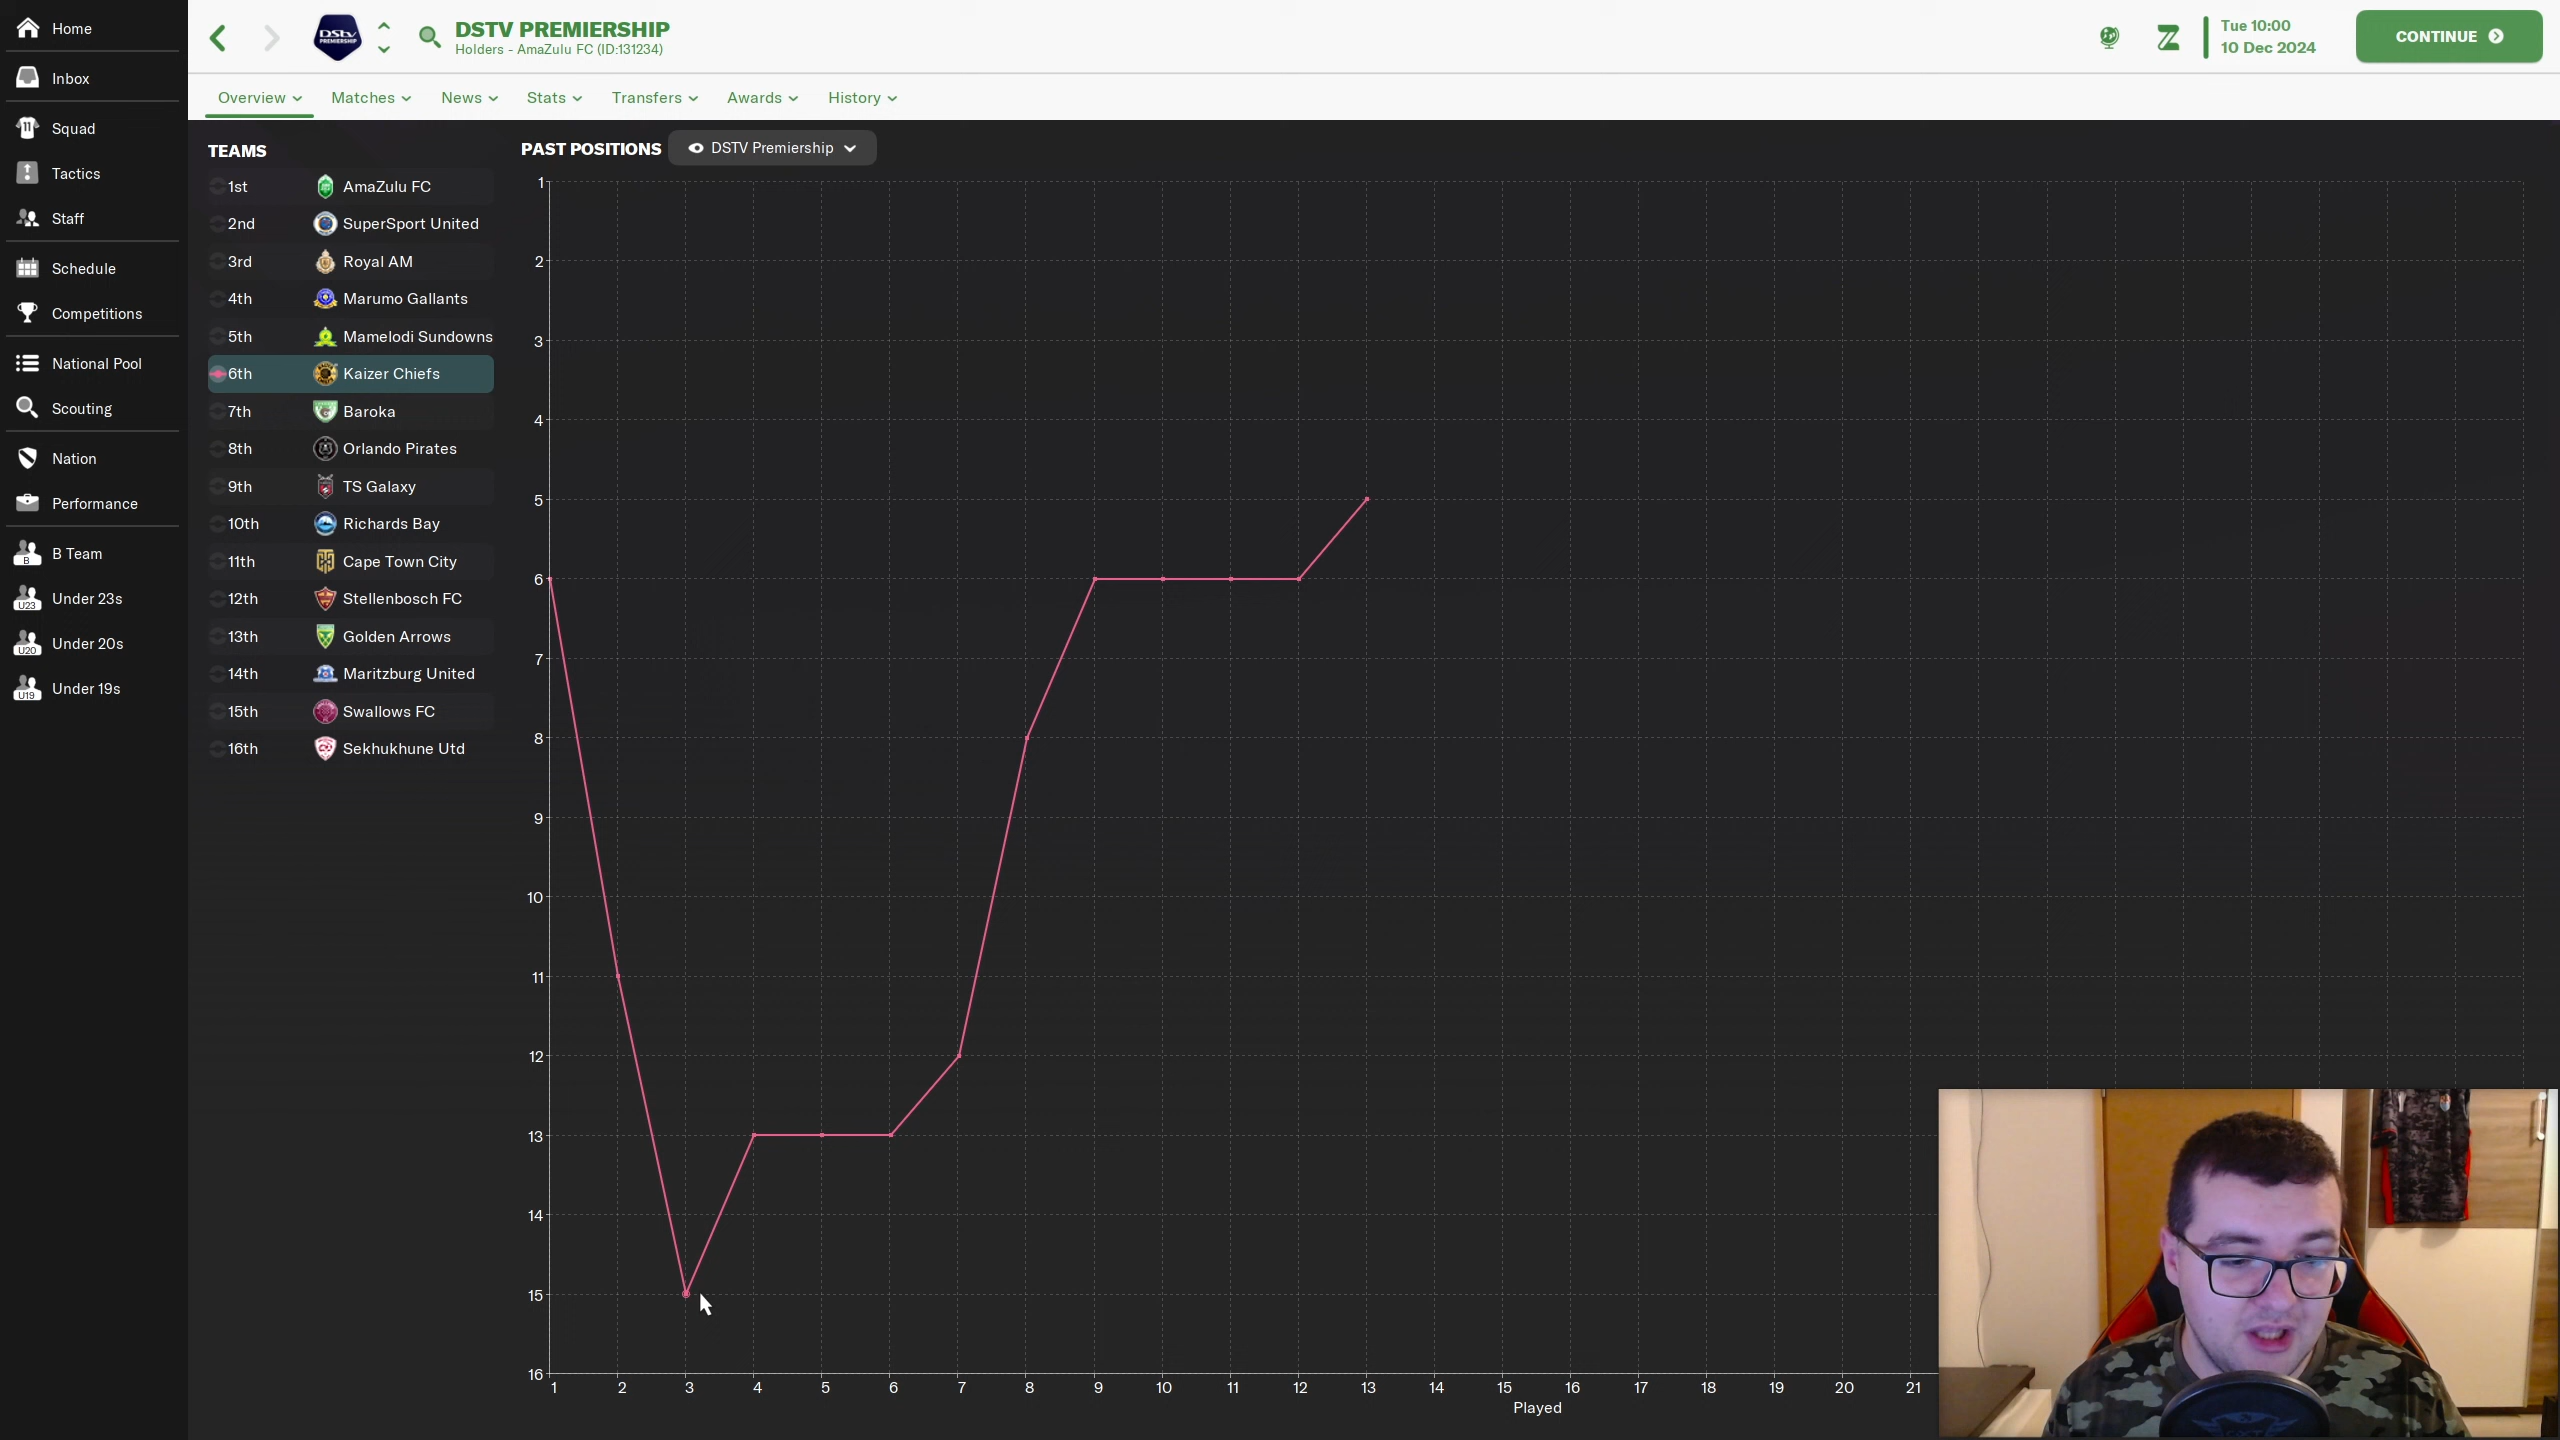 Home
Inbox
Squad
Tactics
Staff
Schedule
Competitions
National Pool
Scouting
Nation
Performance
B
B Team
U23
Under 23s
U20
Under 20s
U19
Under 19s
DStv
PREMIERSHIP
DSTV PREMIERSHIP
Holders - AmaZulu FC (ID:131234)
Tue 10:00
10 Dec 2024
CONTINUE
Overview
Matches
News
Stats
Transfers
Awards
History
TEAMS
1st AmaZulu FC
2nd SuperSport United
3rd Royal AM
4th Marumo Gallants
5th Mamelodi Sundowns
6th Kaizer Chiefs
7th Baroka
8th Orlando Pirates
9th TS Galaxy
10th Richards Bay
11th Cape Town City
12th Stellenbosch FC
13th Golden Arrows
14th Maritzburg United
15th Swallows FC
16th Sekhukhune Utd
PAST POSITIONS
DSTV Premiership
1
2
3
4
5
6
7
8
9
10
11
12
13
14
15
16
1 2 3 4 5 6 7 8 9 10 11 12 13 14 15 16 17 18 19 20 21
Played